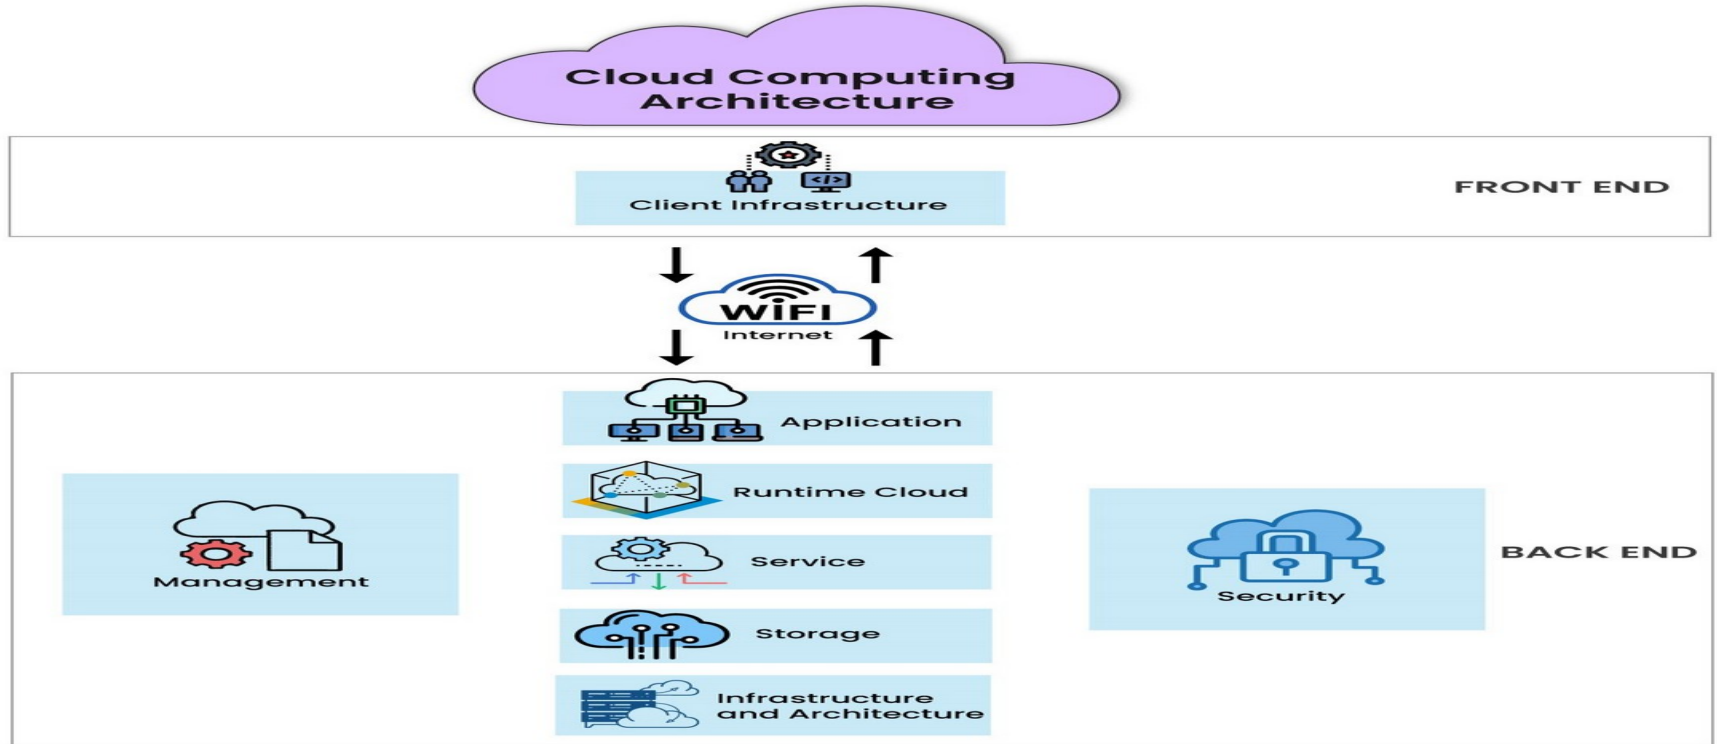 Cloud Computing
Architecture
Client Infrastructure
FRONT END
WiFi
Internet
Application
Runtime Cloud
Service
Storage
Infrastructure
and Architecture
Management
Security
BACK END